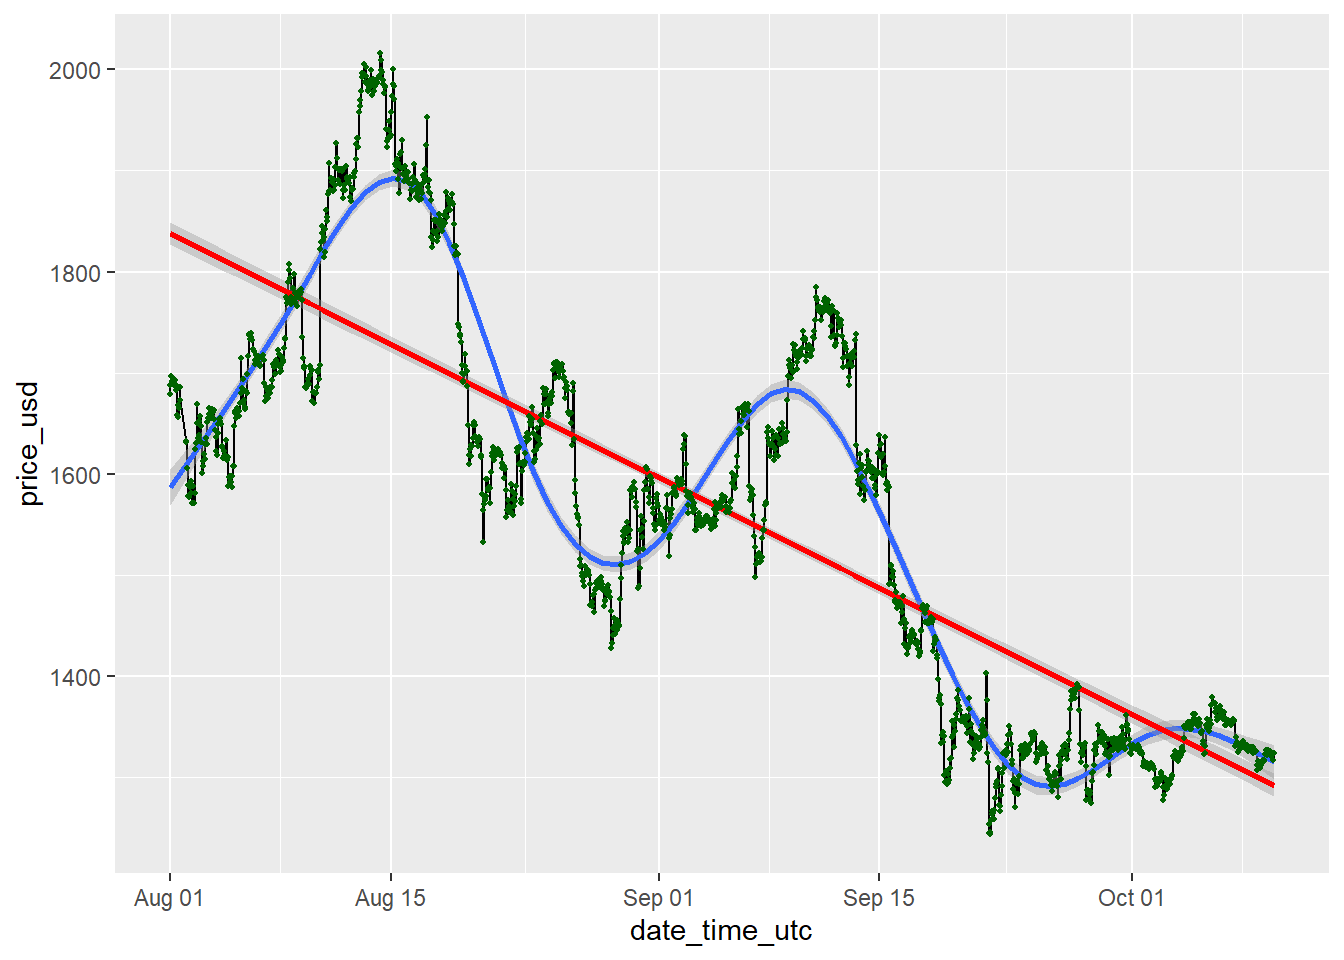 price_usd
2000
1800
1600
1400
Aug 01
Aug 15
Sep 01
Sep 15
Oct 01
date_time_utc